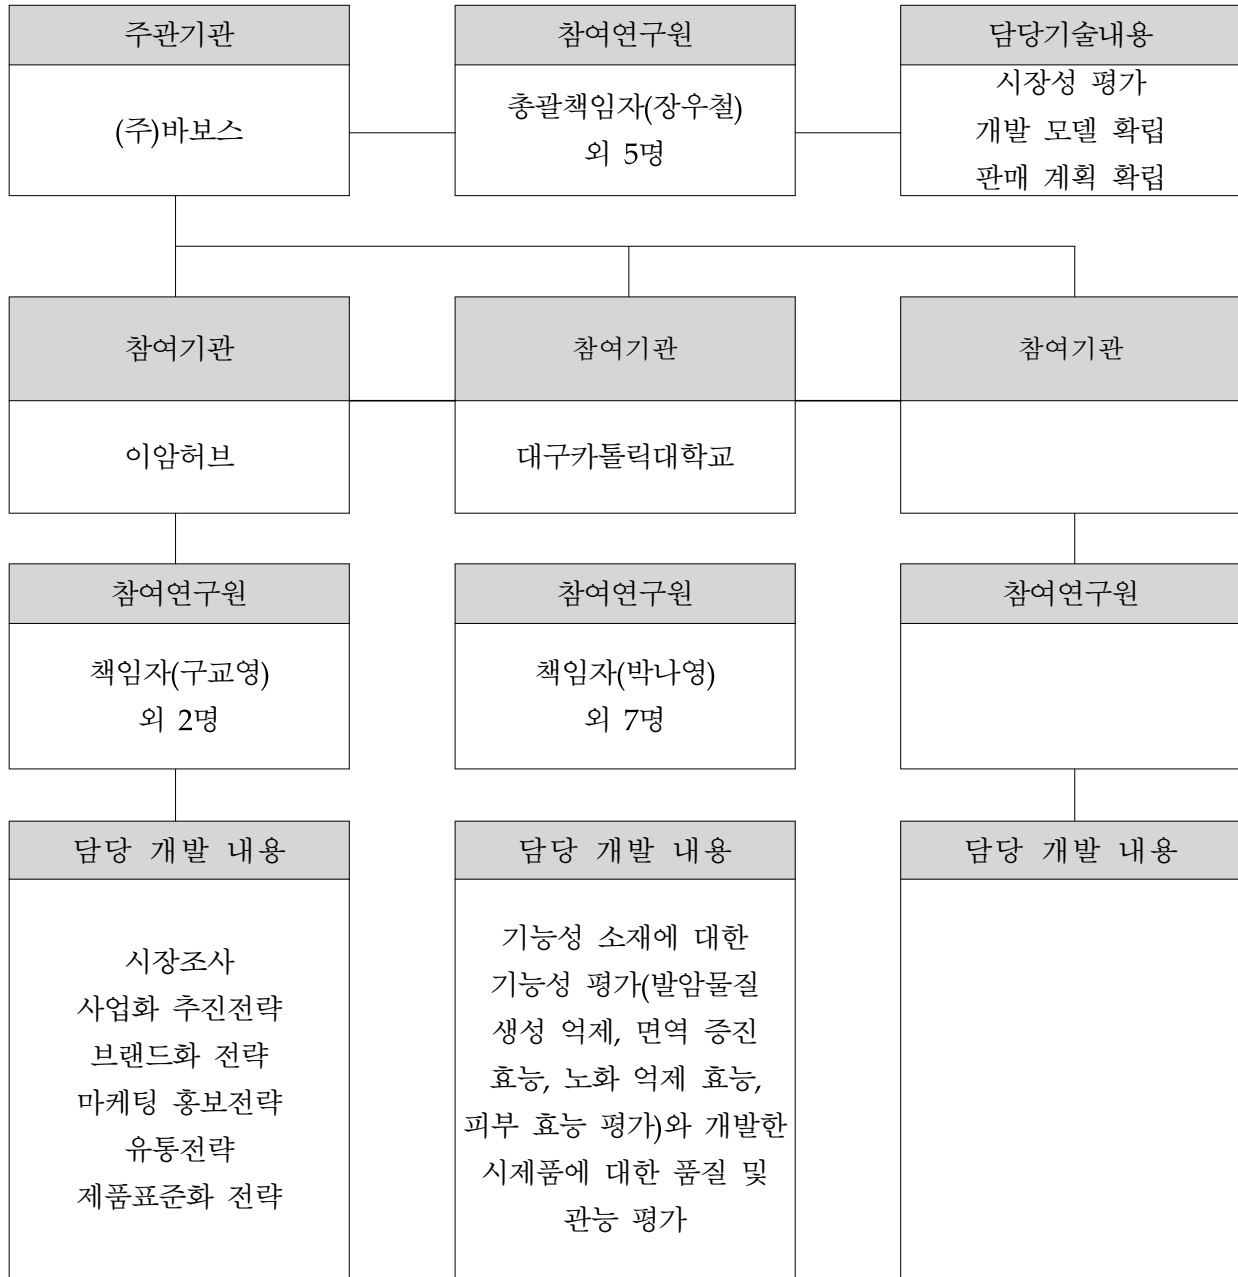 주관기관
(주)바보스
참여연구원
총괄책임자(장우철)
외 5명
담당기술내용
시장성 평가
개발 모델 확립
판매 계획 확립
참여기관
이암허브
참여기관
대구카톨릭대학교
참여기관
참여연구원
책임자(구교영)
외 2명
참여연구원
책임자(박나영)
외 7명
참여연구원
담당 개발 내용
시장조사
사업화 추진전략
브랜드화 전략
마케팅 홍보전략
유통전략
제품표준화 전략
담당 개발 내용
기능성 소재에 대한
기능성 평가(발암물질
생성 억제, 면역 증진
효능, 노화 억제 효능,
피부 효능 평가)와 개발한
시제품에 대한 품질 및
관능 평가
담당 개발 내용